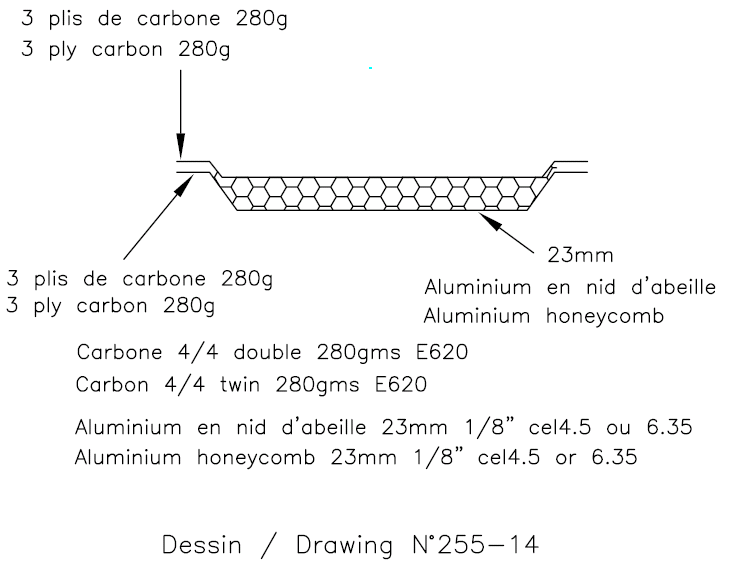 3 plis de carbone 280g
3 ply carbon 280g
3 plis de carbone 280g
3 ply carbon 280g
23mm
Aluminium en nid d'abeille
Aluminium honeycomb
Carbone 4/4 double 280gms E620
Carbon 4/4 twin 280gms E620
Aluminium en nid d'abeille 23mm 1/8” cel4.5 ou 6.35
Aluminium honeycomb 23mm 1/8” cel4.5 or 6.35
Dessin / Drawing N°255-14